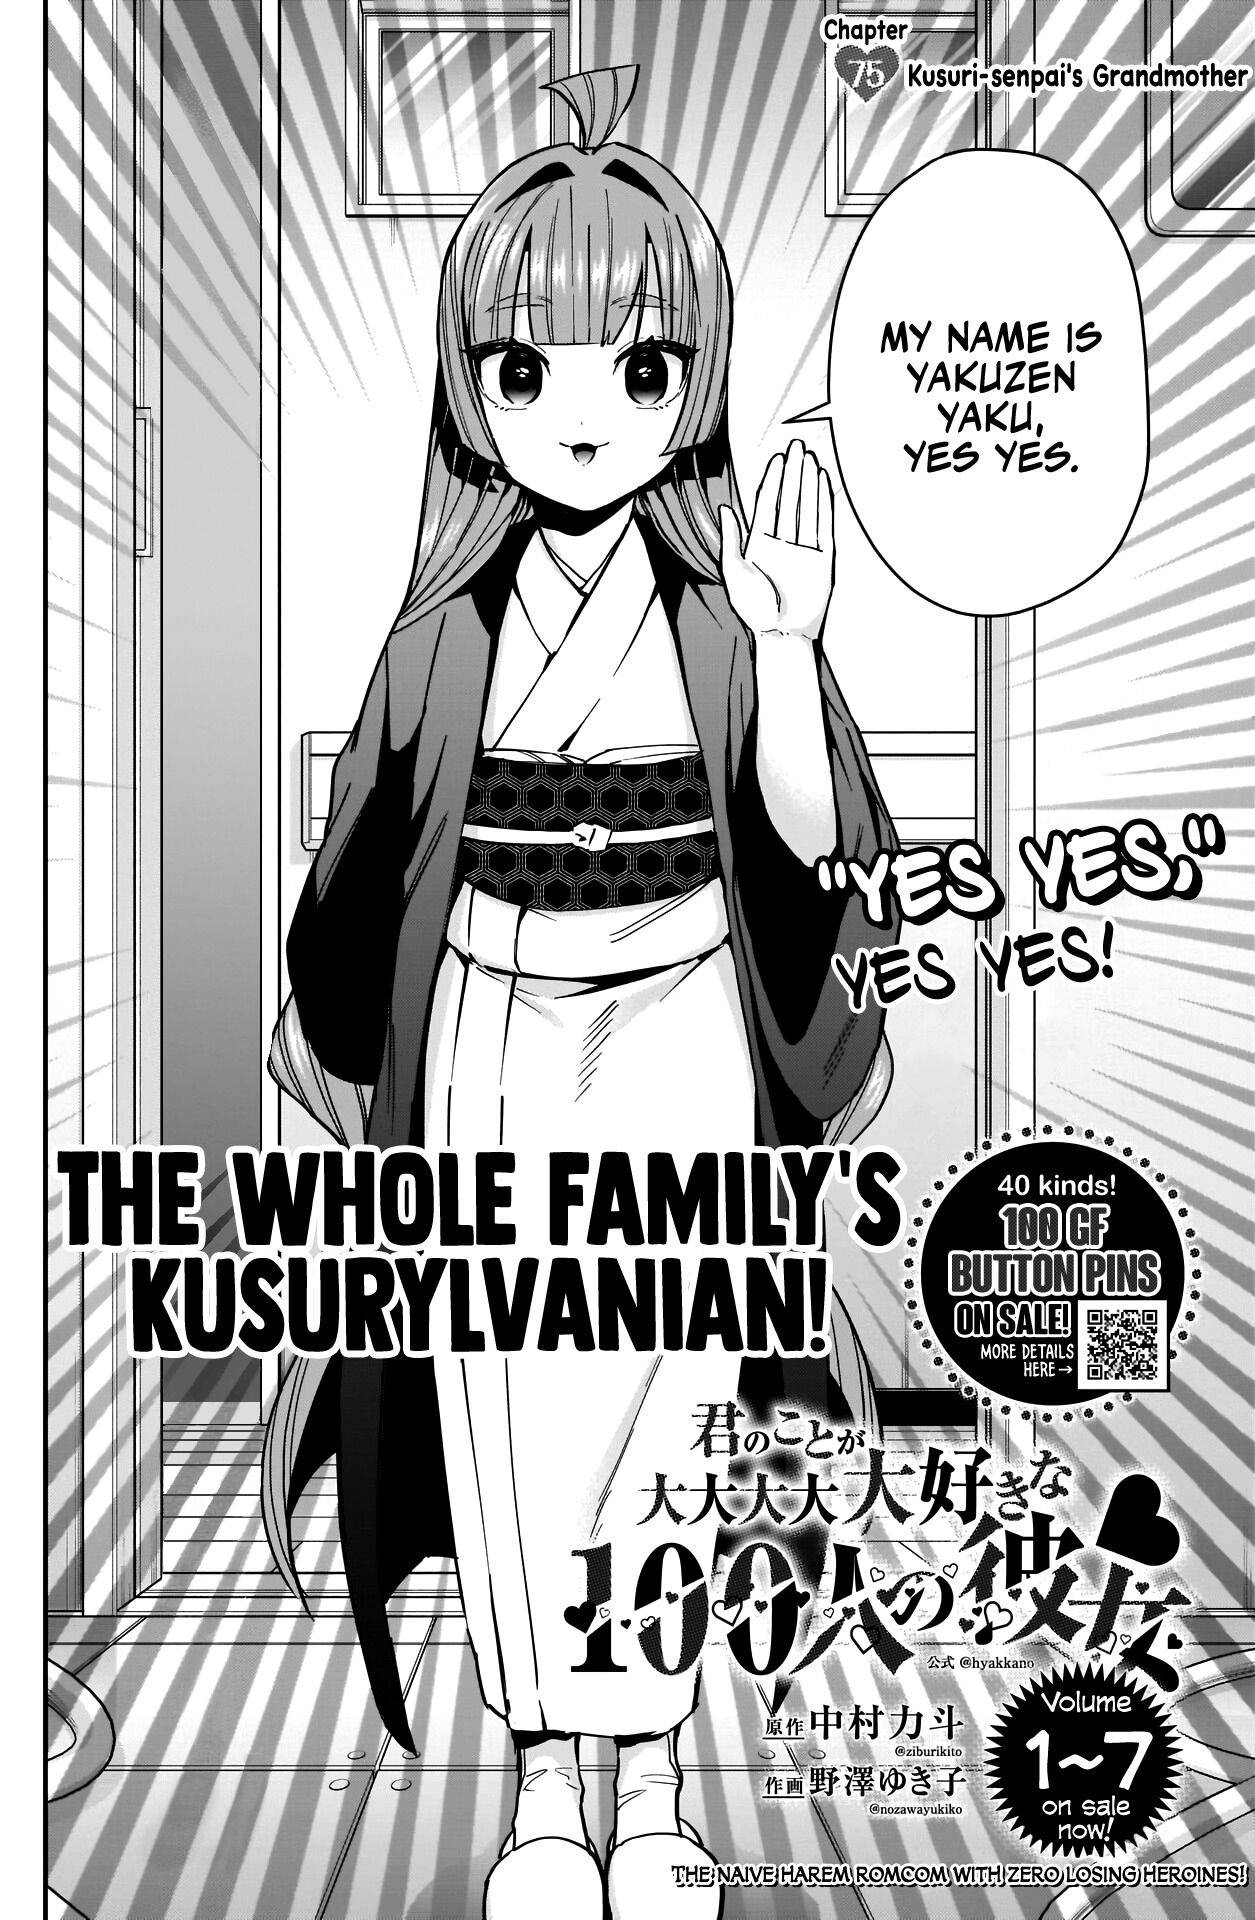 Chapter
75
Kusuri-senpai's Grandmother
MY NAME IS
YAKUZEN
YAKU,
YES YES.
"YES YES,"
YES YES!
THE WHOLE FAMILY'S
KUSURYLVANIAN!
40 kinds!
100 GF
BUTTON PINS
ON SALE!
MORE DETAILS
HERE→
君のことが
大大大大大好きな
100人の彼女
公式 @hyakkano
原作 中村力斗
@ziburikito
作画 野澤ゆき子
@nozawayukiko
Volume
1~7
on sale
now!
THE NAIVE HAREM ROMCOM WITH ZERO LOSING HEROINES!